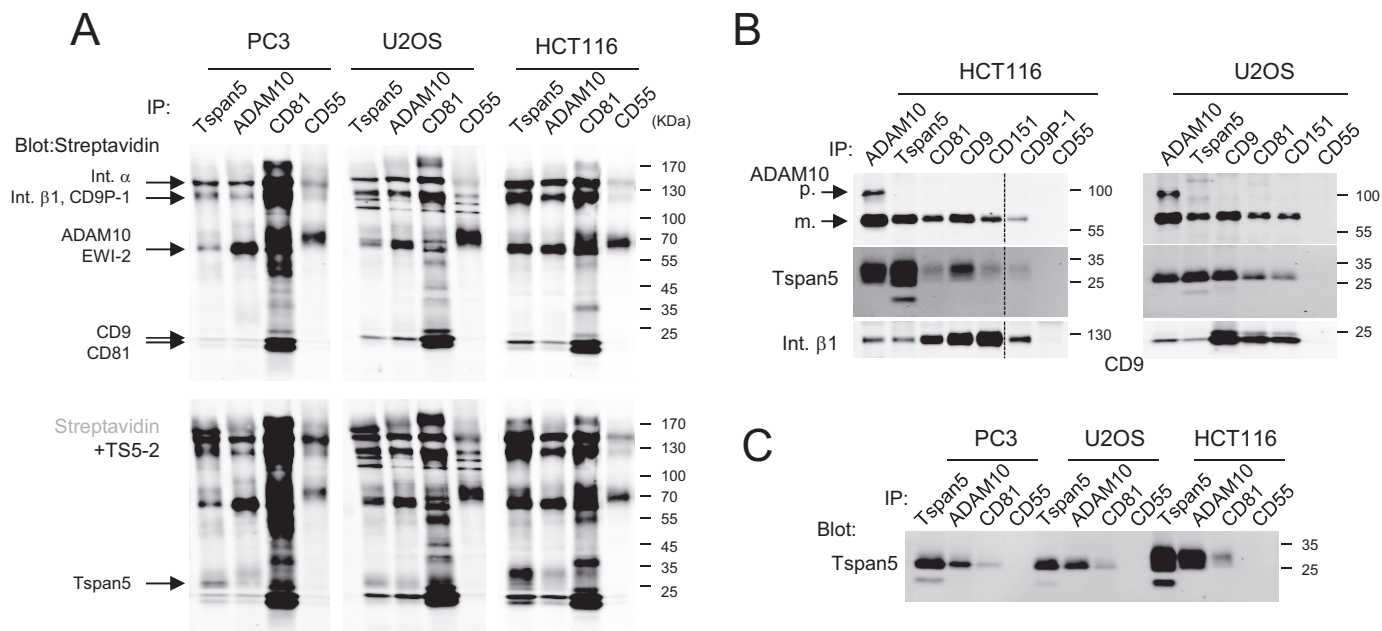 A
PC3
U2OS
HCT116
IP:
Tspan5
ADAM10
CD81
CD55
Tspan5
ADAM10
CD81
CD55
Tspan5
ADAM10
CD81
CD55
(KDa)
Blot:Streptavidin
Int. α
Int. β1, CD9P-1
ADAM10
EWI-2
CD9
CD81
170
130
100
70
55
45
35
25
Streptavidin
+TS5-2
Tspan5
170
130
100
70
55
45
35
25
B
HCT116
U2OS
IP:
ADAM10
Tspan5
CD81
CD9
CD151
CD9P-1
CD55
IP:
ADAM10
Tspan5
CD9
CD81
CD151
CD55
ADAM10
p.
m.
Tspan5
Int. β1
100
55
35
25
130
100
55
35
25
25
CD9
C
PC3
U2OS
HCT116
IP:
Tspan5
ADAM10
CD81
CD55
Tspan5
ADAM10
CD81
CD55
Tspan5
ADAM10
CD81
CD55
Blot:
Tspan5
35
25